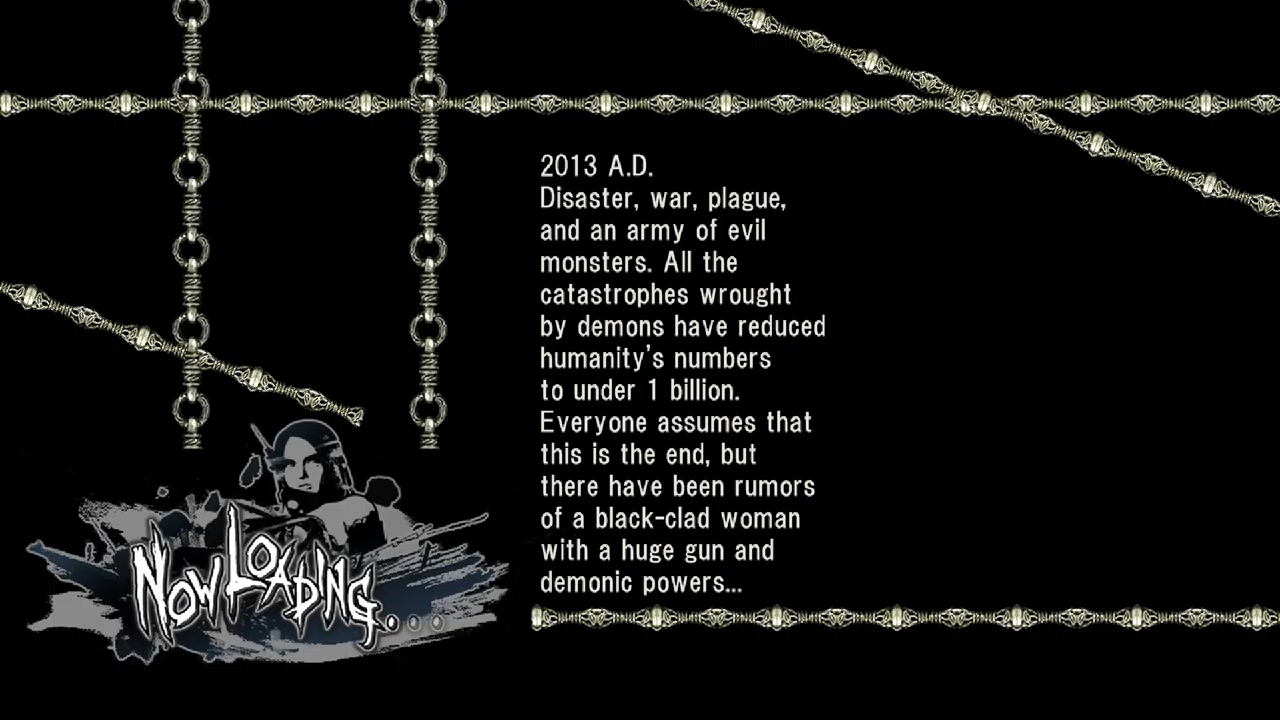 2013 A.D.
Disaster, war, plague,
and an army of evil
monsters. All the
catastrophes wrought
by demons have reduced
humanity's numbers
to under 1 billion.
Everyone assumes that
this is the end, but
there have been rumors
of a black-clad woman
with a huge gun and
demonic powers...
Now Loading...